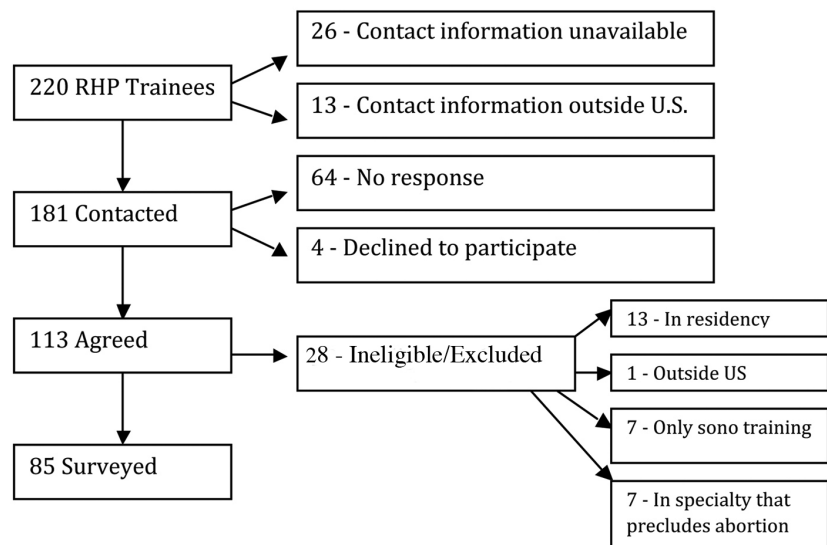 26 - Contact information unavailable
220 RHP Trainees
13 - Contact information outside U.S.
64 - No response
181 Contacted
4 - Declined to participate
13 - In residency
113 Agreed
28 - Ineligible/Excluded
1 - Outside US
7 - Only sono training
85 Surveyed
7 - In specialty that
precludes abortion